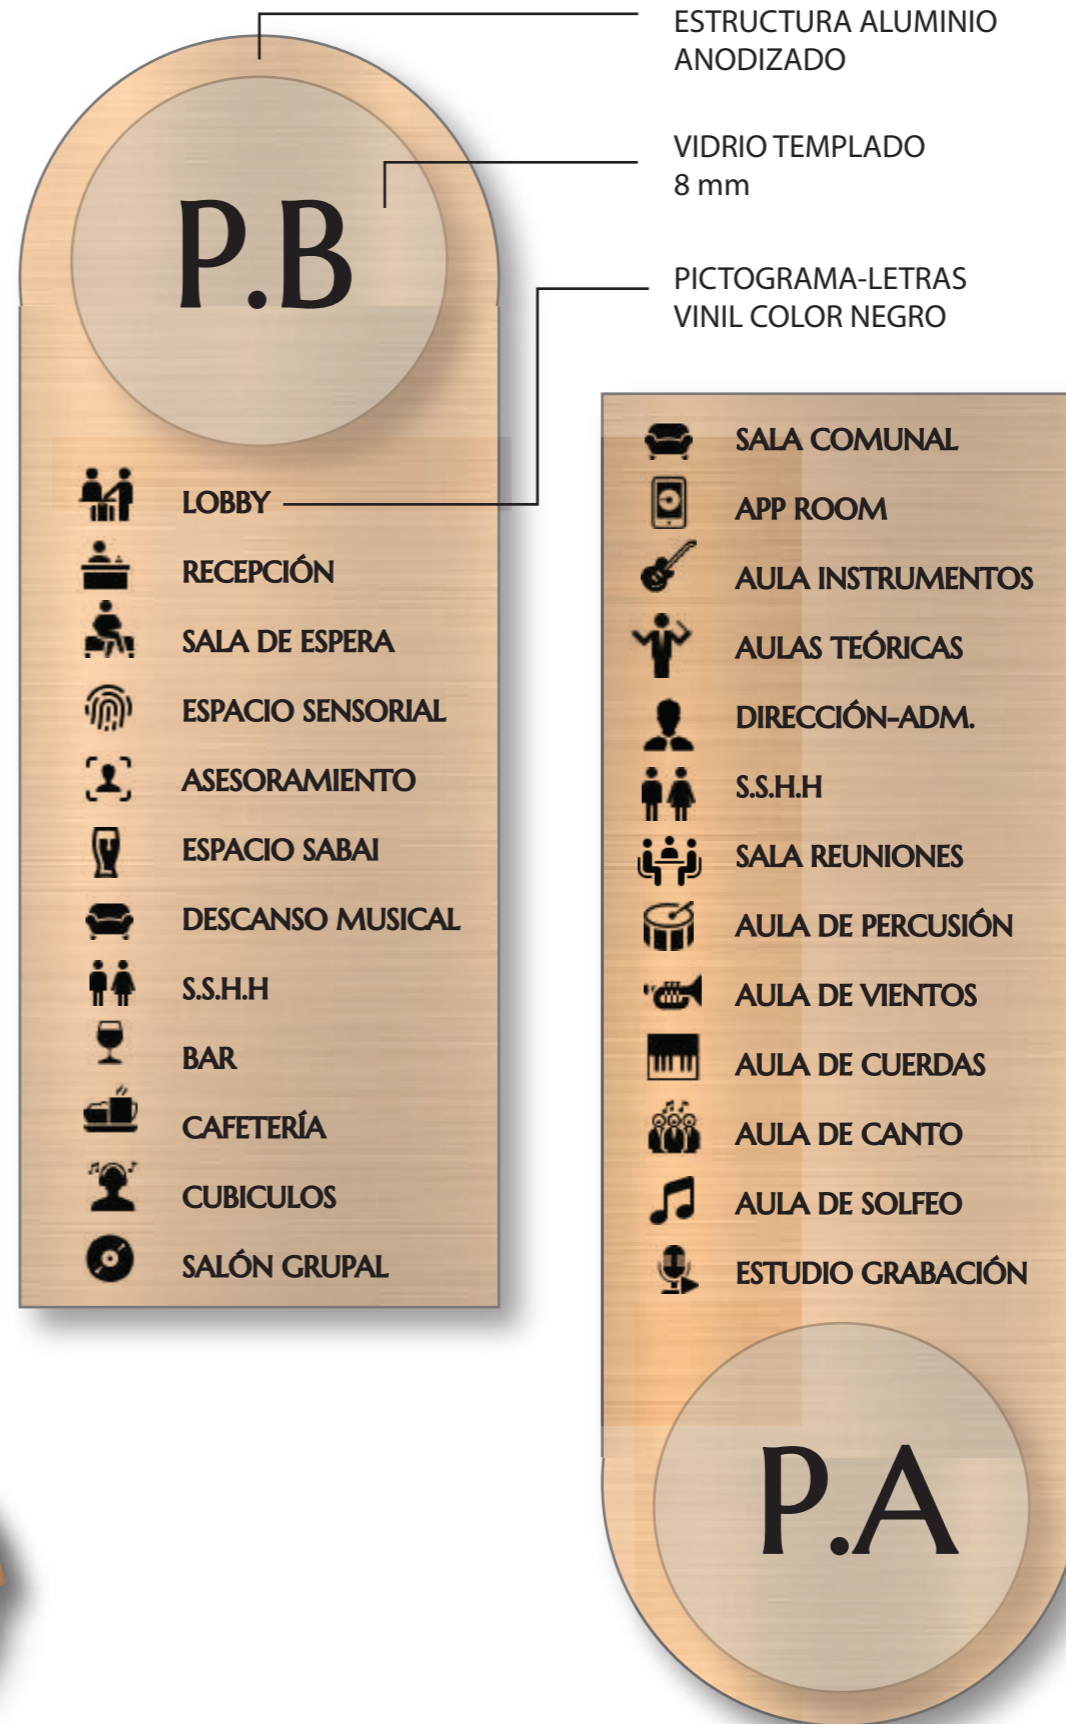 ESTRUCTURA ALUMINIO
ANODIZADO
VIDRIO TEMPLADO
8 mm
PICTOGRAMA-LETRAS
VINIL COLOR NEGRO
P.B
LOBBY
RECEPCIÓN
SALA DE ESPERA
ESPACIO SENSORIAL
ASESORAMIENTO
ESPACIO SABAI
DESCANSO MUSICAL
S.S.H.H
BAR
CAFETERÍA
CUBICULOS
SALÓN GRUPAL
SALA COMUNAL
APP ROOM
AULA INSTRUMENTOS
AULAS TEÓRICAS
DIRECCIÓN-ADM.
S.S.H.H
SALA REUNIONES
AULA DE PERCUSIÓN
AULA DE VIENTOS
AULA DE CUERDAS
AULA DE CANTO
AULA DE SOLFEO
ESTUDIO GRABACIÓN
P.A